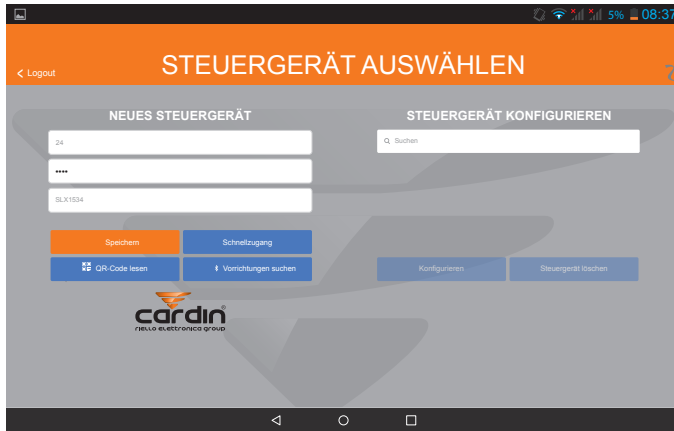 5% 08:37
Logout
STEUERGERÄT AUSWÄHLEN
NEUES STEUERGERÄT
24
••••
SLX1534
Speichern
Schnellzugang
QR-Code lesen
Vorrichtungen suchen
cardin
riello elettronica group
STEUERGERÄT KONFIGURIEREN
Suchen
Konfigurieren
Steuergerät löschen